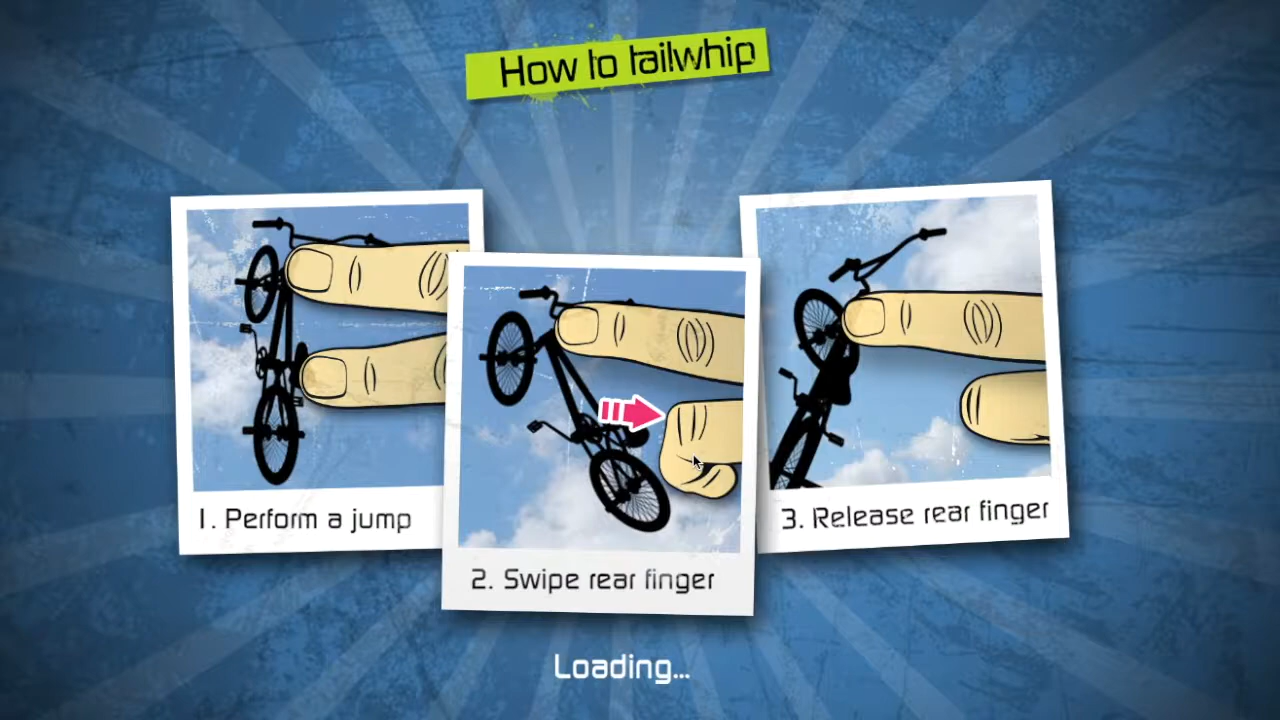 How to tailwhip
1. Perform a jump
2. Swipe rear finger
3. Release rear finger
Loading...